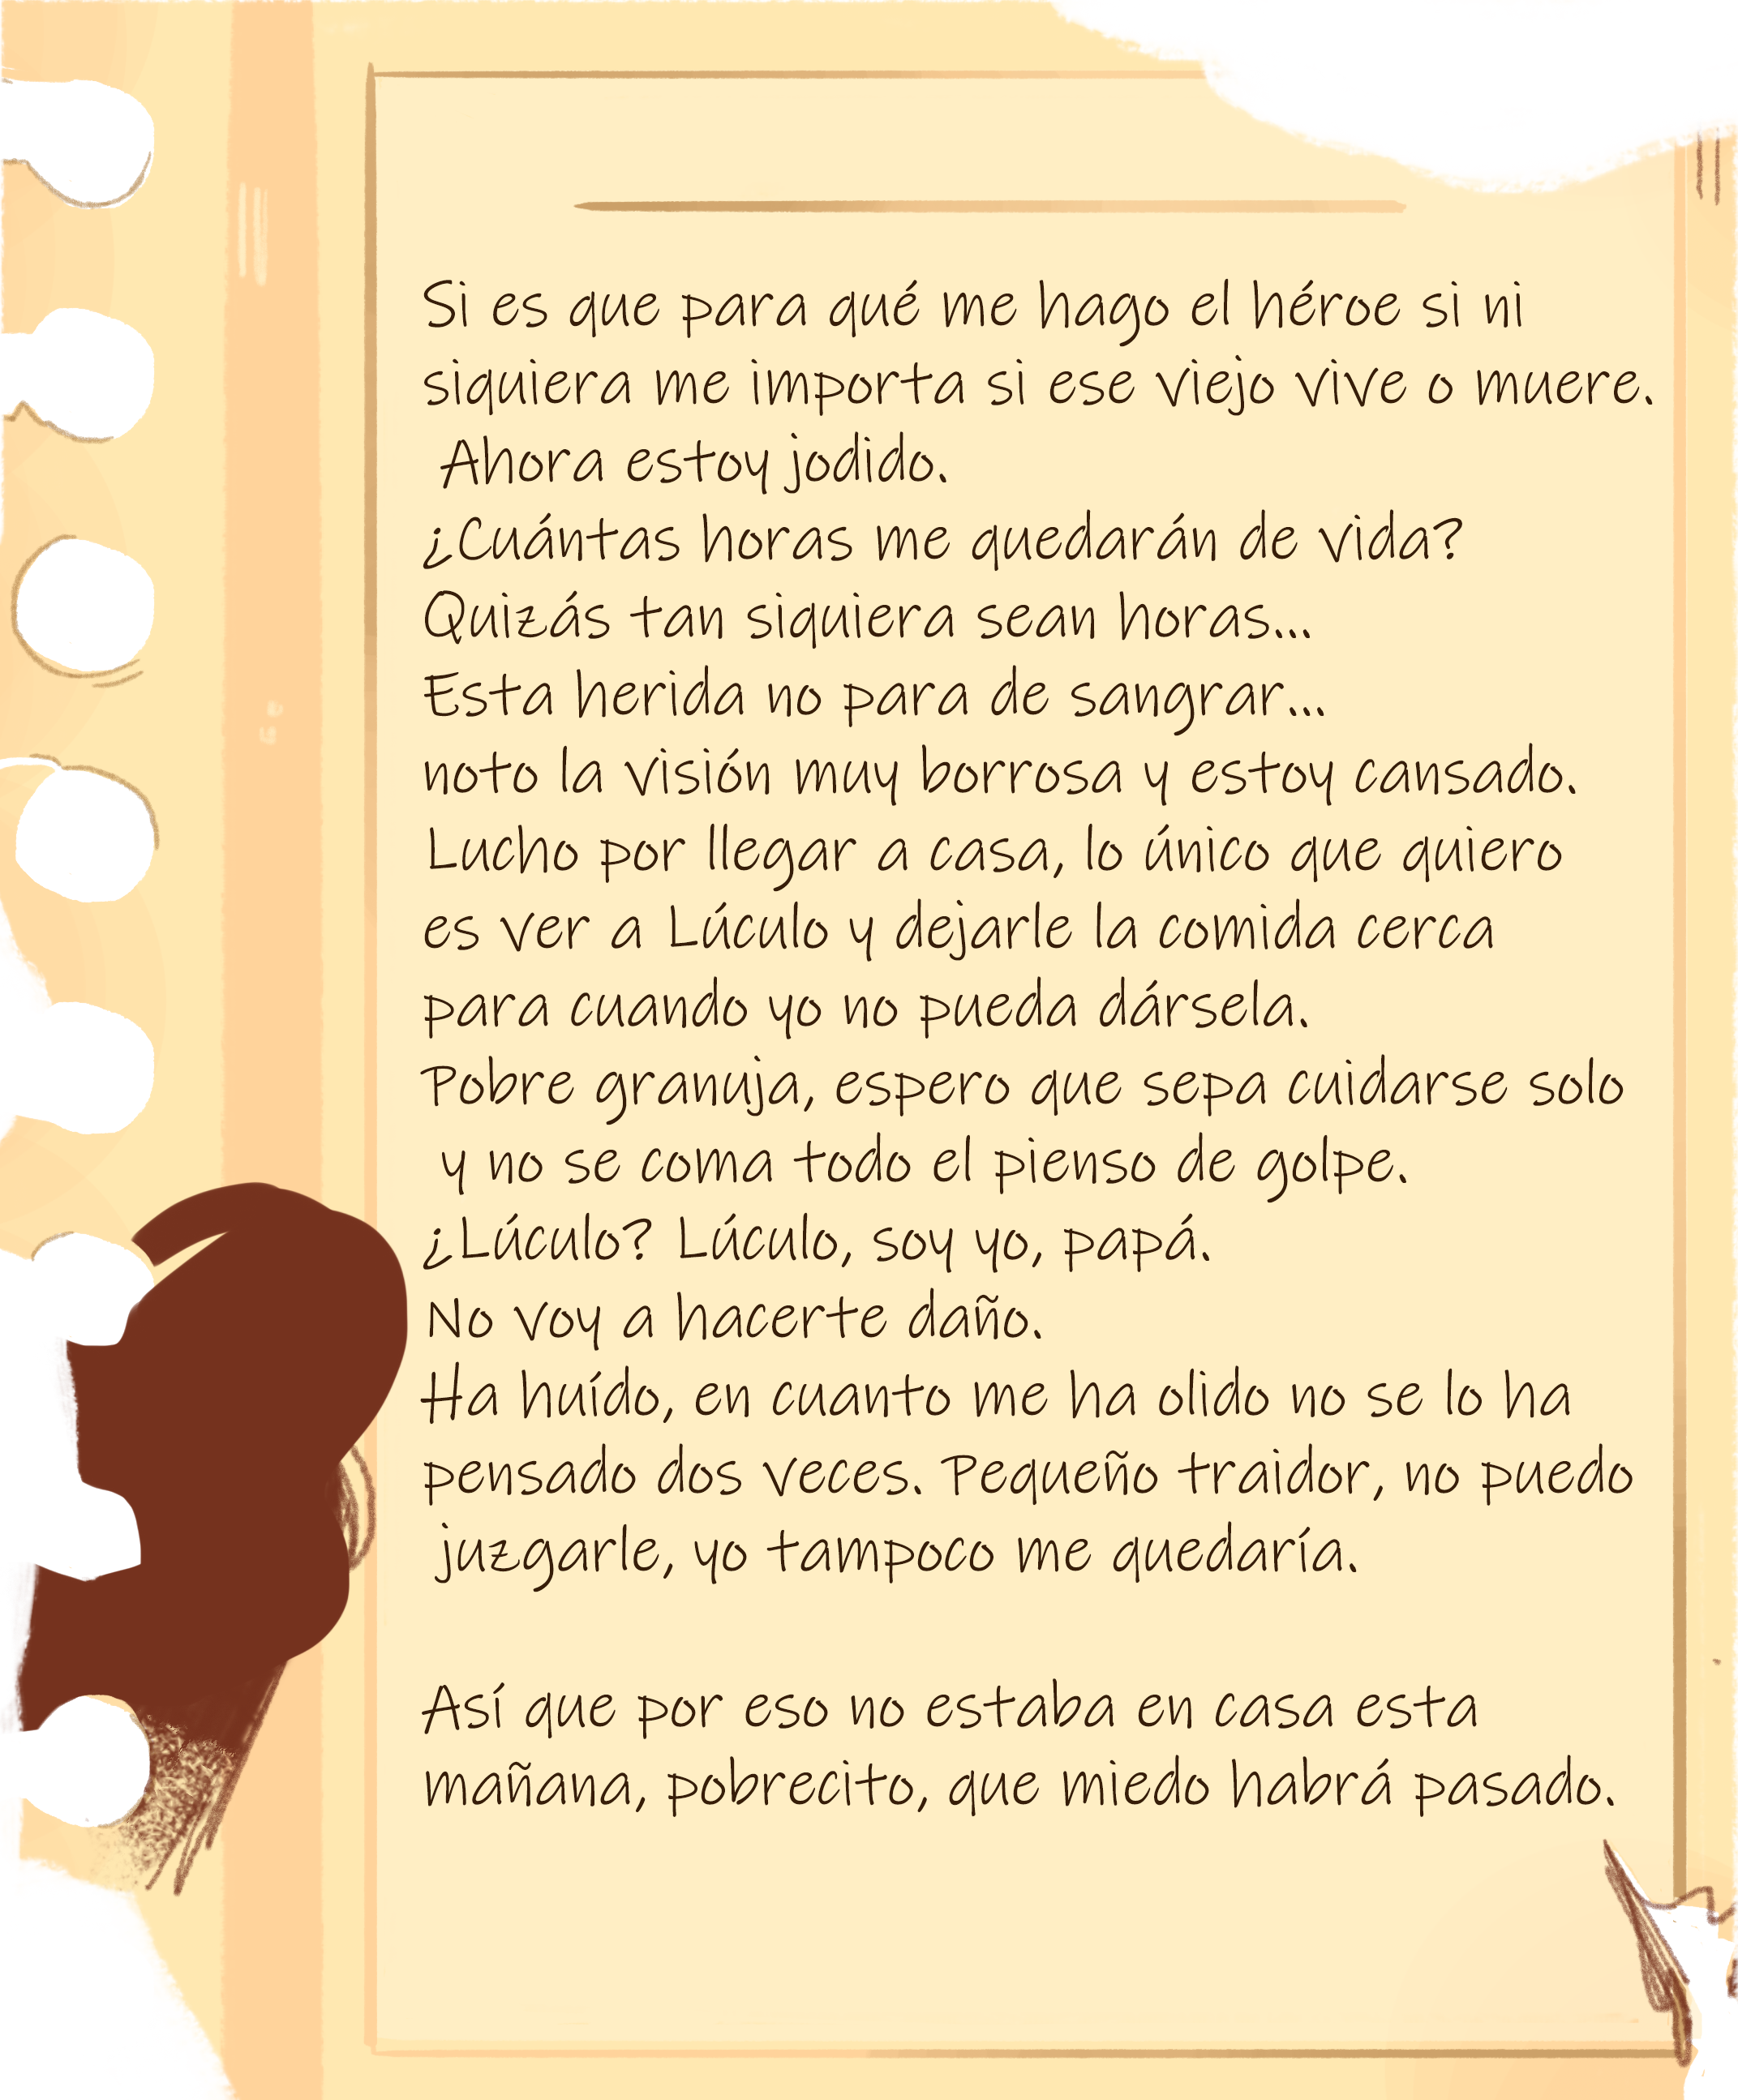 Si es que para qué me hago el héroe si ni
siquiera me importa si ese viejo vive o muere.
Ahora estoy jodido.
¿Cuántas horas me quedarán de vida?
Quizás tan siquiera sean horas...
Esta herida no para de sangrar...
noto la visión muy borrosa y estoy cansado.
Lucho por llegar a casa, lo único que quiero
es ver a Lúculo y dejarle la comida cerca
para cuando yo no pueda dársela.
Pobre granuja, espero que sepa cuidarse solo
y no se coma todo el pienso de golpe.
¿Lúculo? Lúculo, soy yo, papá.
No voy a hacerte daño.
Ha huído, en cuanto me ha olido no se lo ha
pensado dos veces. Pequeño traidor, no puedo
juzgarle, yo tampoco me quedaría.
Así que por eso no estaba en casa esta
mañana, pobrecito, que miedo habrá pasado.